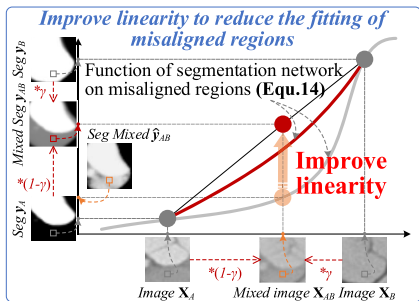 Improve linearity to reduce the fitting of
misaligned regions
Seg y_B
*γ
Mixed Seg y_AB
*(1-γ)
Seg y_A
Function of segmentation network
on misaligned regions (Equ.14)
Seg Mixed ŷ_AB
Improve
linearity
*(1-γ)
*γ
Image X_A
Mixed image X_AB
Image X_B